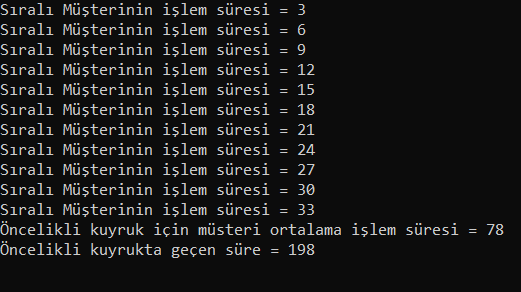 Sıralı Müşterinin işlem süresi = 3
Sıralı Müşterinin işlem süresi = 6
Sıralı Müşterinin işlem süresi = 9
Sıralı Müşterinin işlem süresi = 12
Sıralı Müşterinin işlem süresi = 15
Sıralı Müşterinin işlem süresi = 18
Sıralı Müşterinin işlem süresi = 21
Sıralı Müşterinin işlem süresi = 24
Sıralı Müşterinin işlem süresi = 27
Sıralı Müşterinin işlem süresi = 30
Sıralı Müşterinin işlem süresi = 33
Öncelikli kuyruk için müsteri ortalama işlem süresi = 78
Öncelikli kuyrukta geçen süre = 198